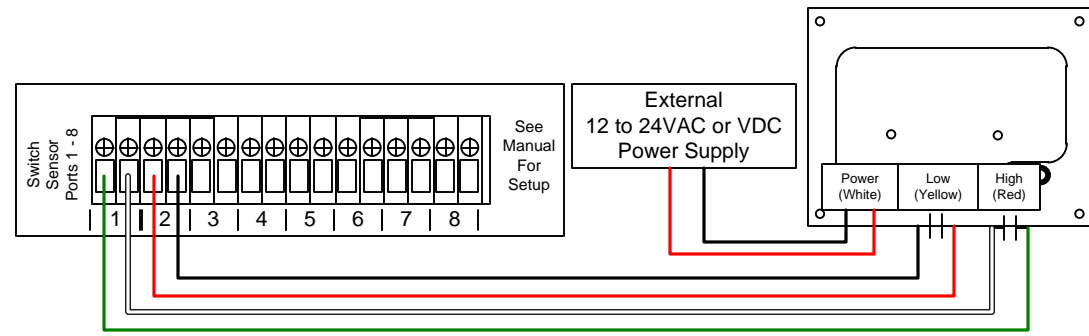 Switch
Sensor
Ports 1 - 8
See
Manual
For
Setup
1 2 3 4 5 6 7 8
External
12 to 24VAC or VDC
Power Supply
Power
(White)
Low
(Yellow)
High
(Red)